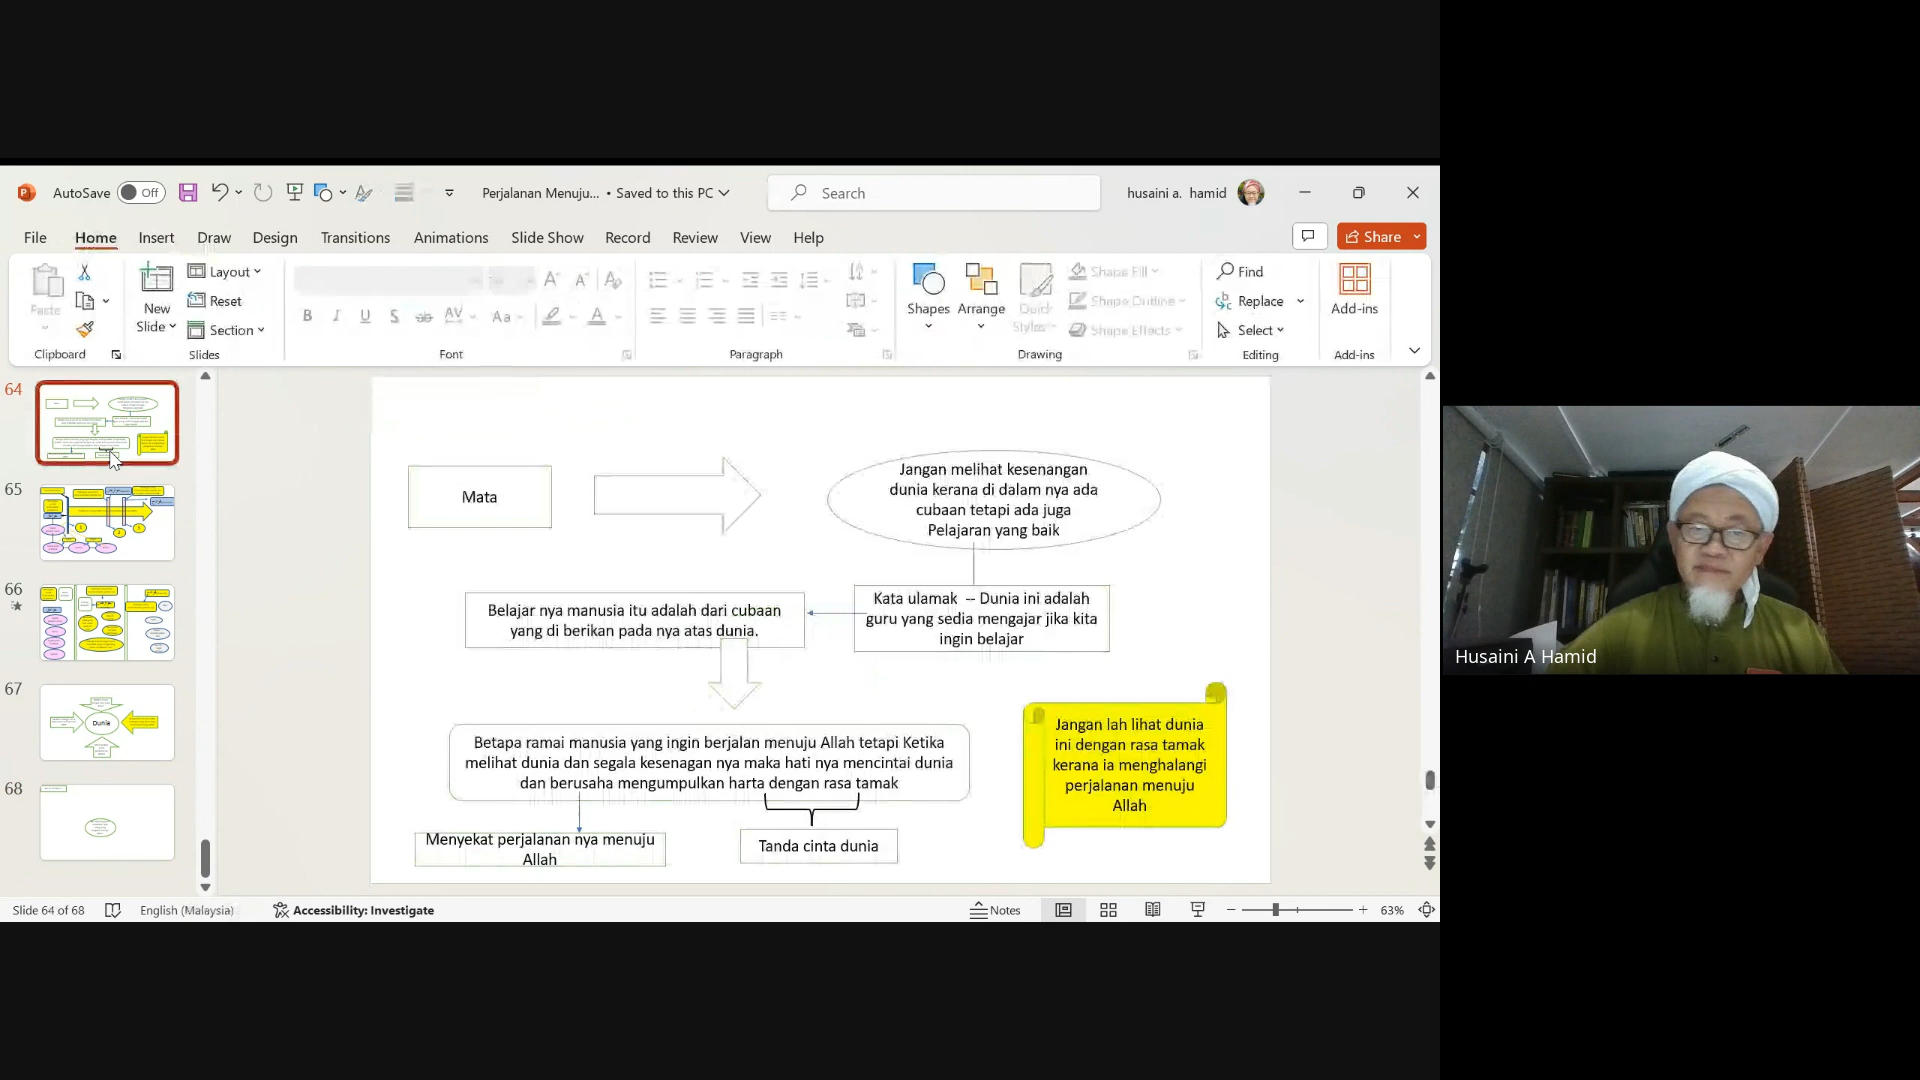 AutoSave Off Perjalanan Menuju... • Saved to this PC Search husaini a. hamid
File Home Insert Draw Design Transitions Animations Slide Show Record Review View Help Share
Paste
New
Slide
Layout
Reset
Section
B I U S ab AV Aa A
Shapes
Arrange
Quick
Styles
Shape Fill
Shape Outline
Shape Effects
Find
Replace
Select
Add-ins
Clipboard Slides Font Paragraph Drawing Editing Add-ins
64
65
66
67
Dunia
68
Mata
Jangan melihat kesenangan
dunia kerana di dalam nya ada
cubaan tetapi ada juga
Pelajaran yang baik
Kata ulamak -- Dunia ini adalah
guru yang sedia mengajar jika kita
ingin belajar
Belajar nya manusia itu adalah dari cubaan
yang di berikan pada nya atas dunia.
Betapa ramai manusia yang ingin berjalan menuju Allah tetapi Ketika
melihat dunia dan segala kesenagan nya maka hati nya mencintai dunia
dan berusaha mengumpulkan harta dengan rasa tamak
Jangan lah lihat dunia
ini dengan rasa tamak
kerana ia menghalangi
perjalanan menuju
Allah
Menyekat perjalanan nya menuju
Allah
Tanda cinta dunia
Husaini A Hamid
Slide 64 of 68 English (Malaysia) Accessibility: Investigate Notes 63%